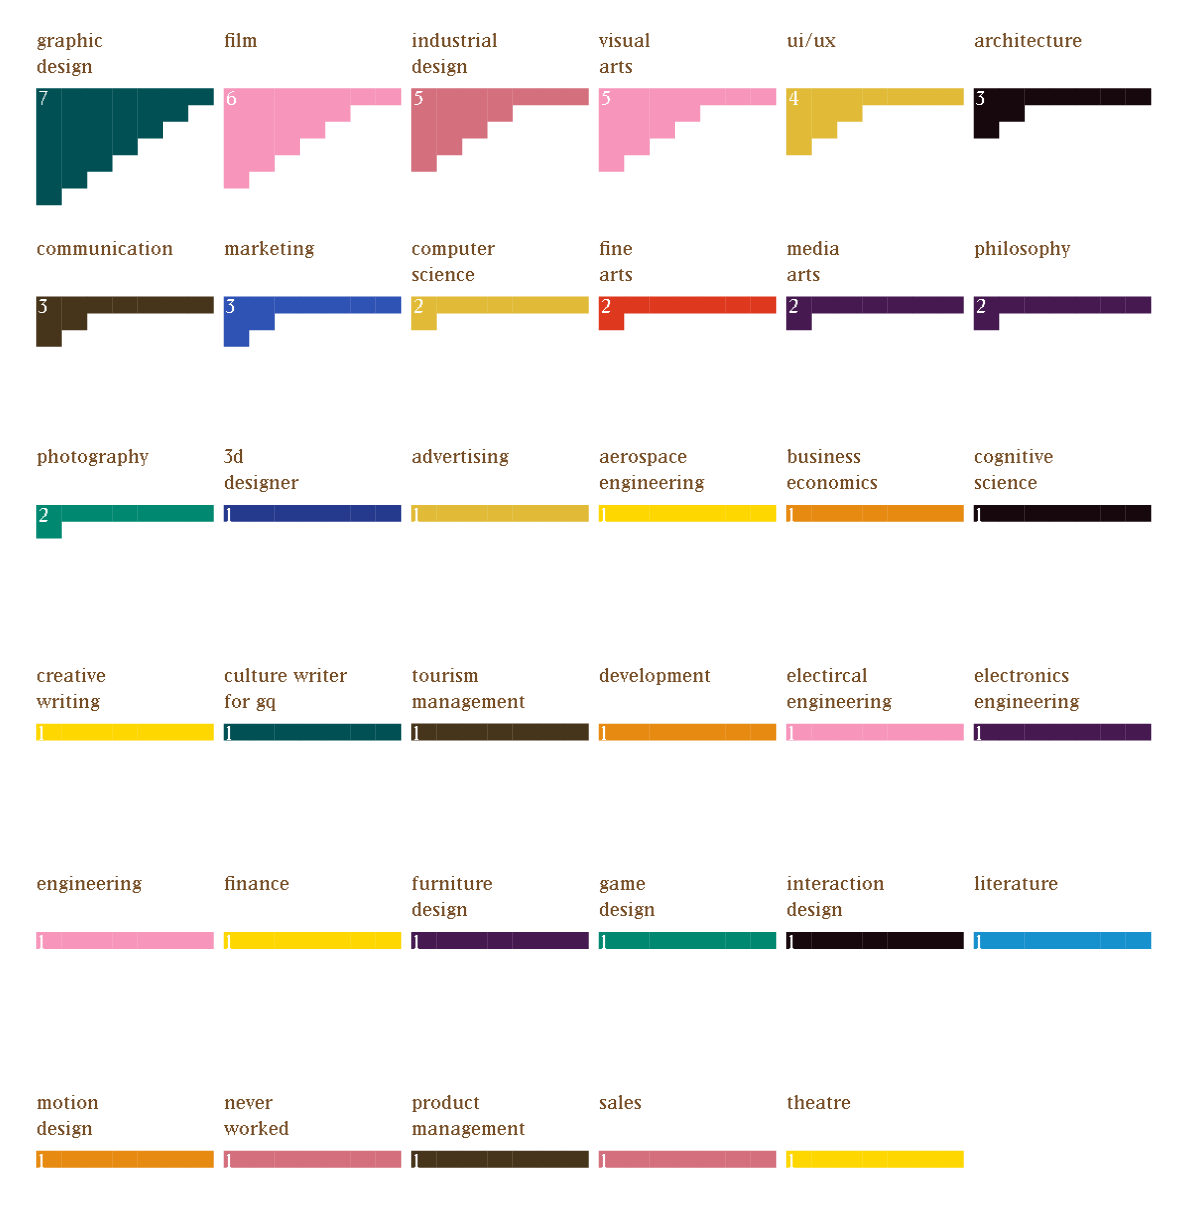 graphic
design
7
film
6
industrial
design
5
visual
arts
5
ui/ux
4
architecture
3
communication
3
marketing
3
computer
science
2
fine
arts
2
media
arts
2
philosophy
2
photography
2
3d
designer
1
advertising
1
aerospace
engineering
1
business
economics
1
cognitive
science
1
creative
writing
1
culture writer
for gq
1
tourism
management
1
development
1
electircal
engineering
1
electronics
engineering
1
engineering
1
finance
1
furniture
design
1
game
design
1
interaction
design
1
literature
1
motion
design
1
never
worked
1
product
management
1
sales
1
theatre
1